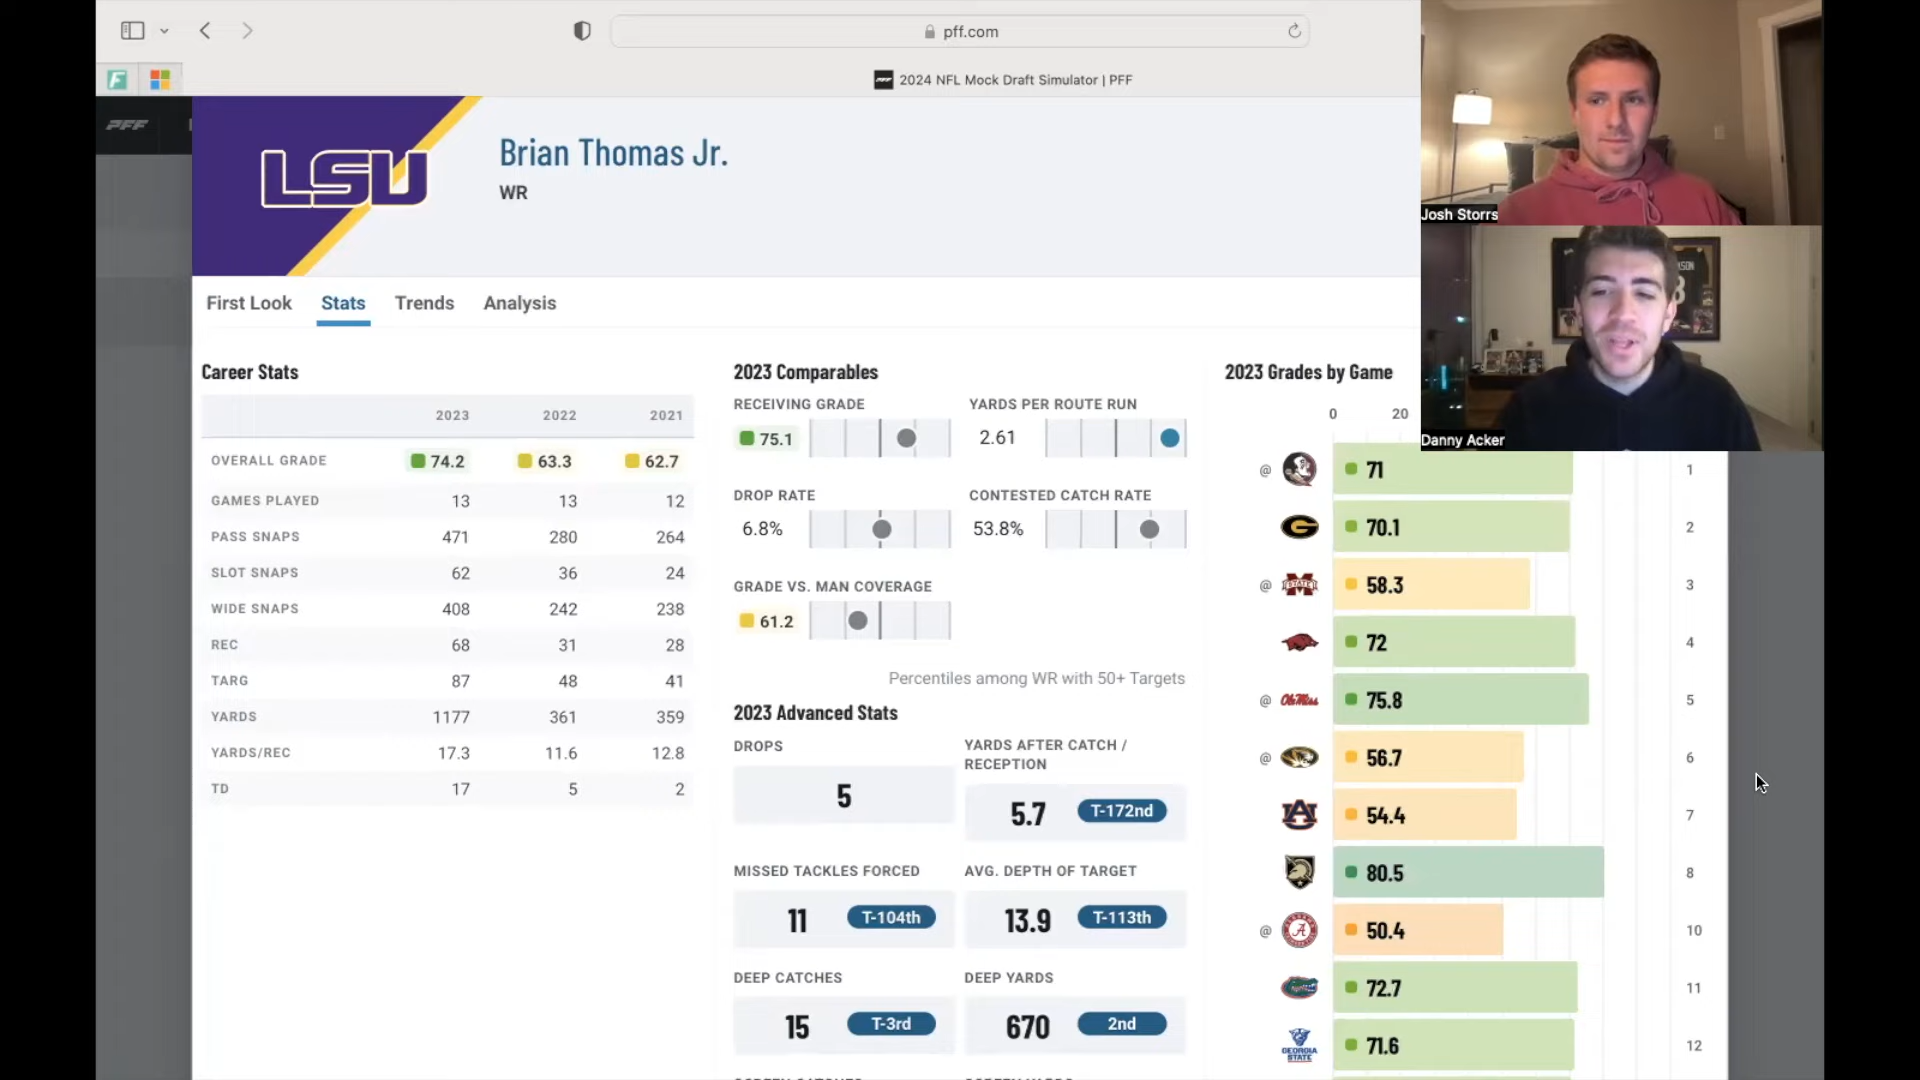 pff.com
2024 NFL Mock Draft Simulator | PFF
PFF
LSU
Brian Thomas Jr.
WR
Josh Storrs
Danny Acker
First Look Stats Trends Analysis
Career Stats
2023 2022 2021
OVERALL GRADE 74.2 63.3 62.7
GAMES PLAYED 13 13 12
PASS SNAPS 471 280 264
SLOT SNAPS 62 36 24
WIDE SNAPS 408 242 238
REC 68 31 28
TARG 87 48 41
YARDS 1177 361 359
YARDS/REC 17.3 11.6 12.8
TD 17 5 2
2023 Comparables
RECEIVING GRADE YARDS PER ROUTE RUN
75.1 2.61
DROP RATE CONTESTED CATCH RATE
6.8% 53.8%
GRADE VS. MAN COVERAGE
61.2
Percentiles among WR with 50+ Targets
2023 Advanced Stats
DROPS YARDS AFTER CATCH /
RECEPTION
5 5.7 T-172nd
MISSED TACKLES FORCED AVG. DEPTH OF TARGET
11 T-104th 13.9 T-113th
DEEP CATCHES DEEP YARDS
15 T-3rd 670 2nd
2023 Grades by Game
0 20
@ 71 1
G 70.1 2
@ M STATE 58.3 3
72 4
@ Ole Miss 75.8 5
@ 56.7 6
AU 54.4 7
80.5 8
@ A 50.4 10
Gators 72.7 11
GEORGIA STATE 71.6 12